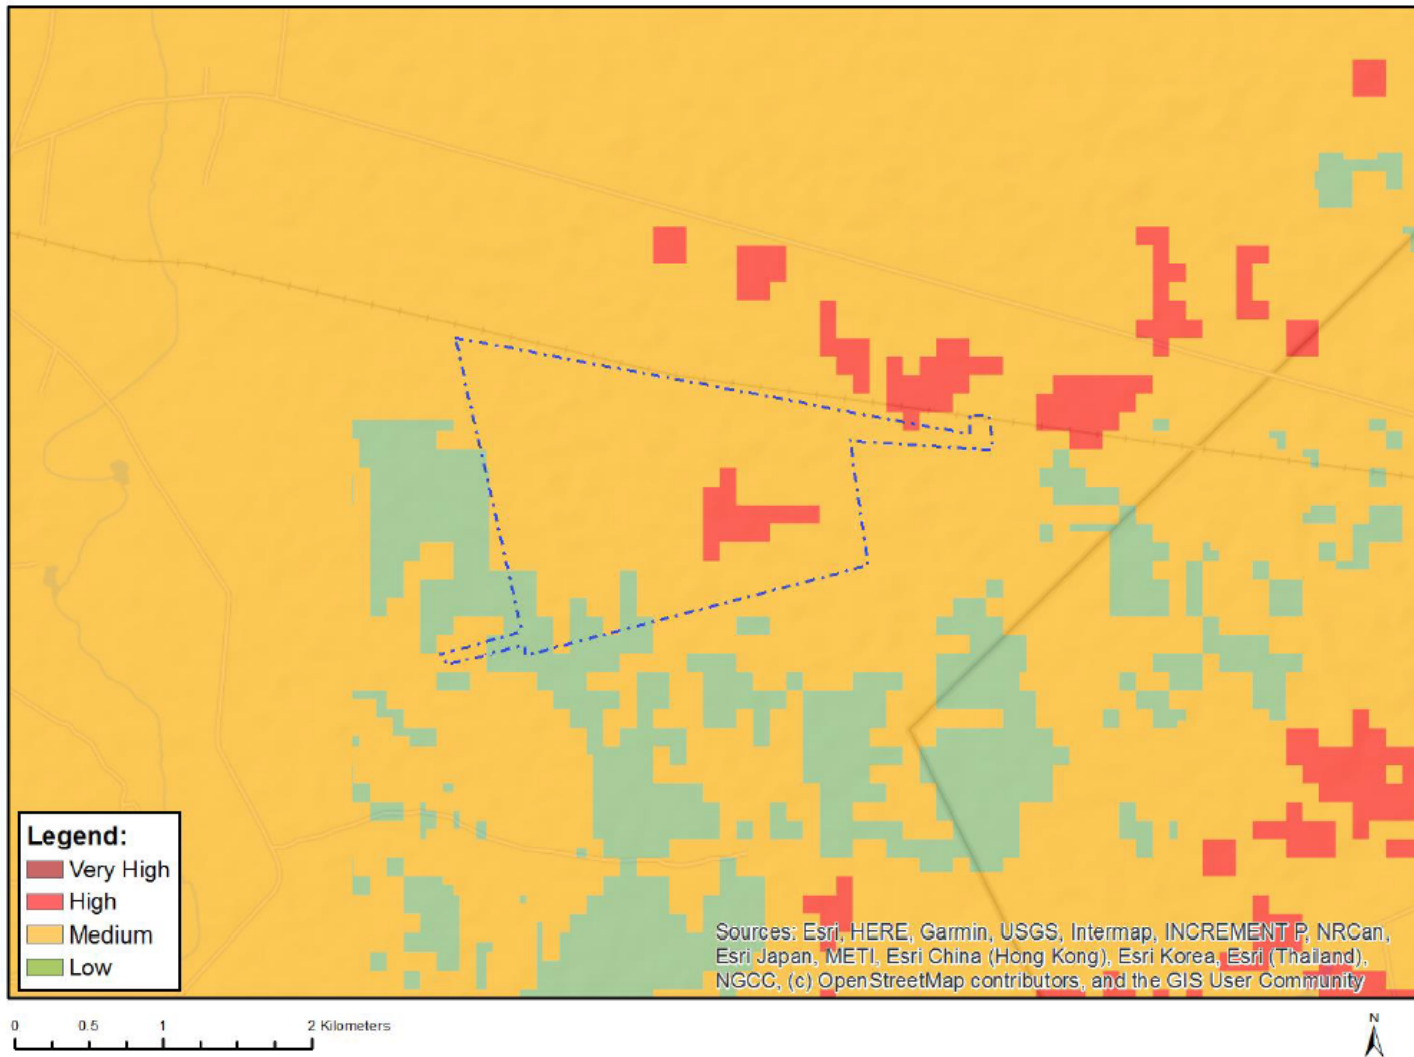 Legend:
Very High
High
Medium
Low
Sources: Esri, HERE, Garmin, USGS, Intermap, INCREMENT P, NRCan,
Esri Japan, METI, Esri China (Hong Kong), Esri Korea, Esri (Thailand),
NGCC, (c) OpenStreetMap contributors, and the GIS User Community
0 0.5 1 2 Kilometers
N